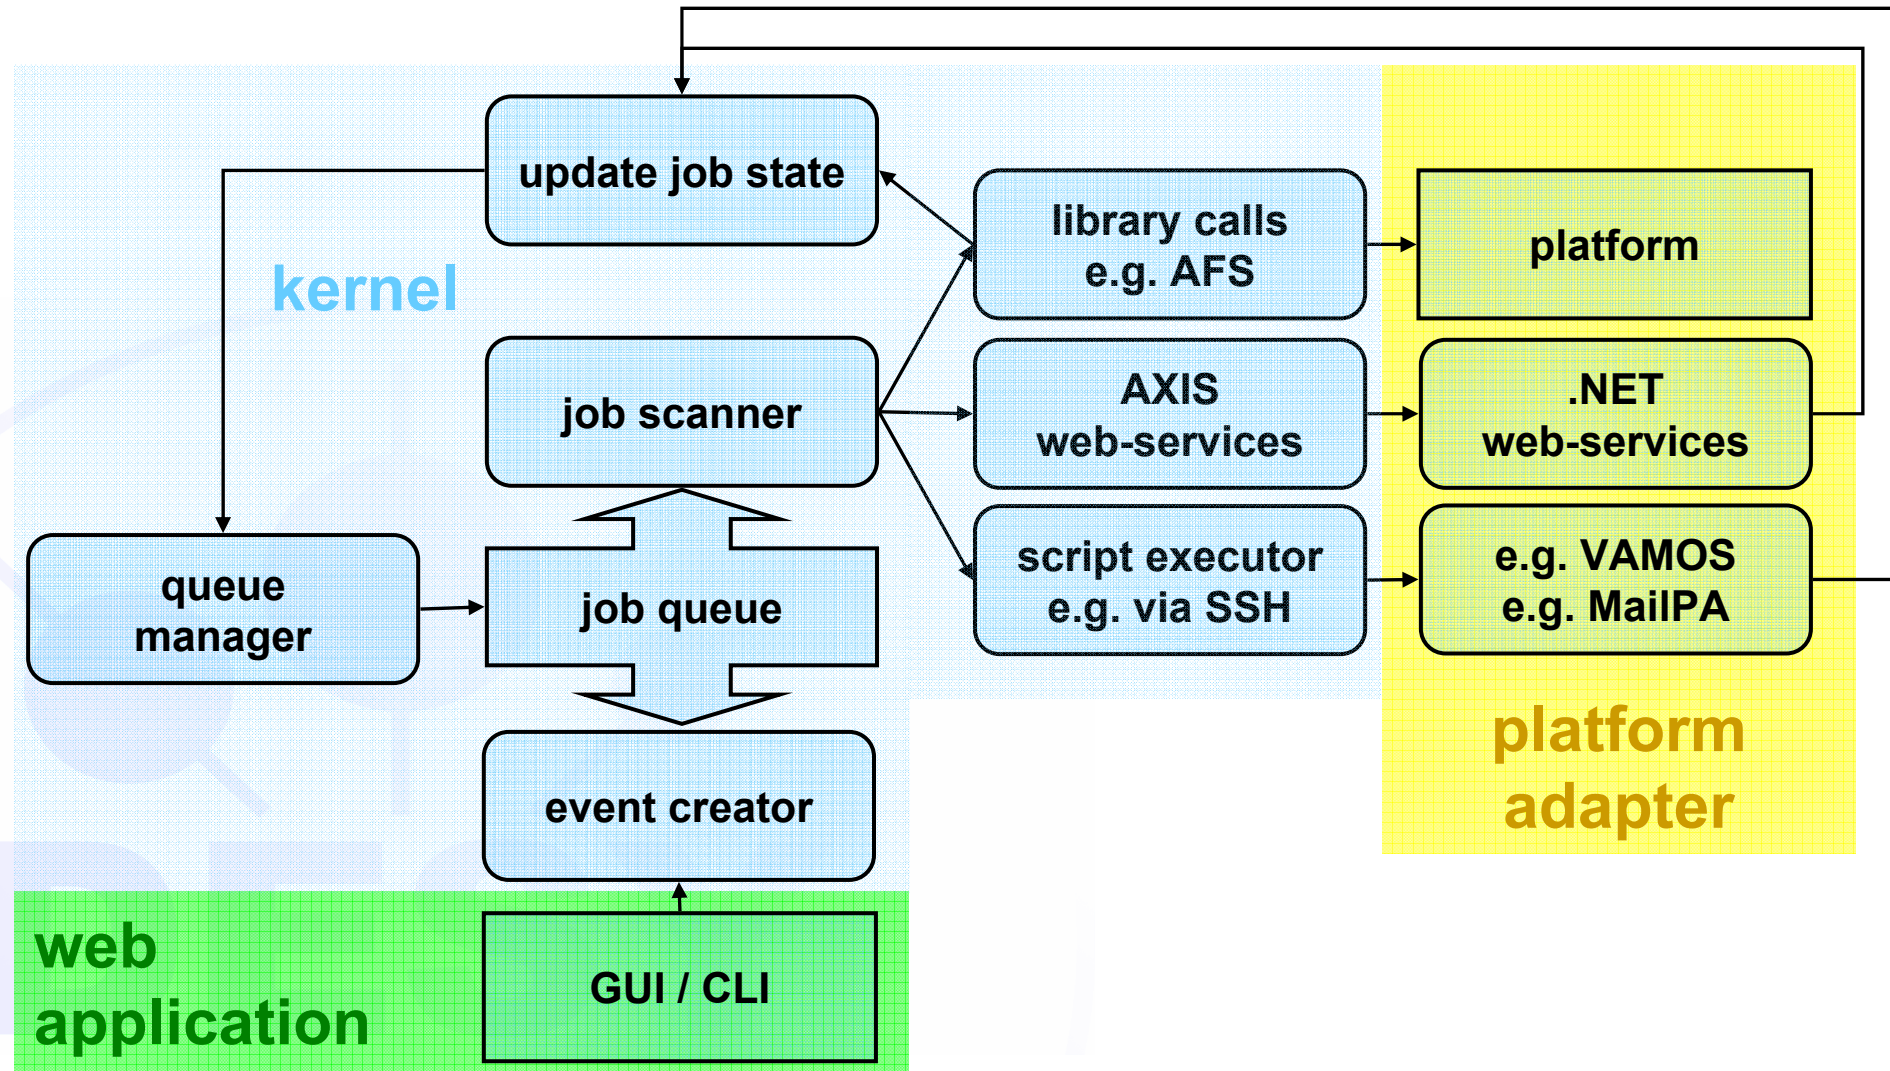 update job state
library calls
e.g. AFS
platform
kernel
job scanner
AXIS
web-services
.NET
web-services
queue
manager
job queue
script executor
e.g. via SSH
e.g. VAMOS
e.g. MailPA
platform
adapter
event creator
web
application
GUI / CLI